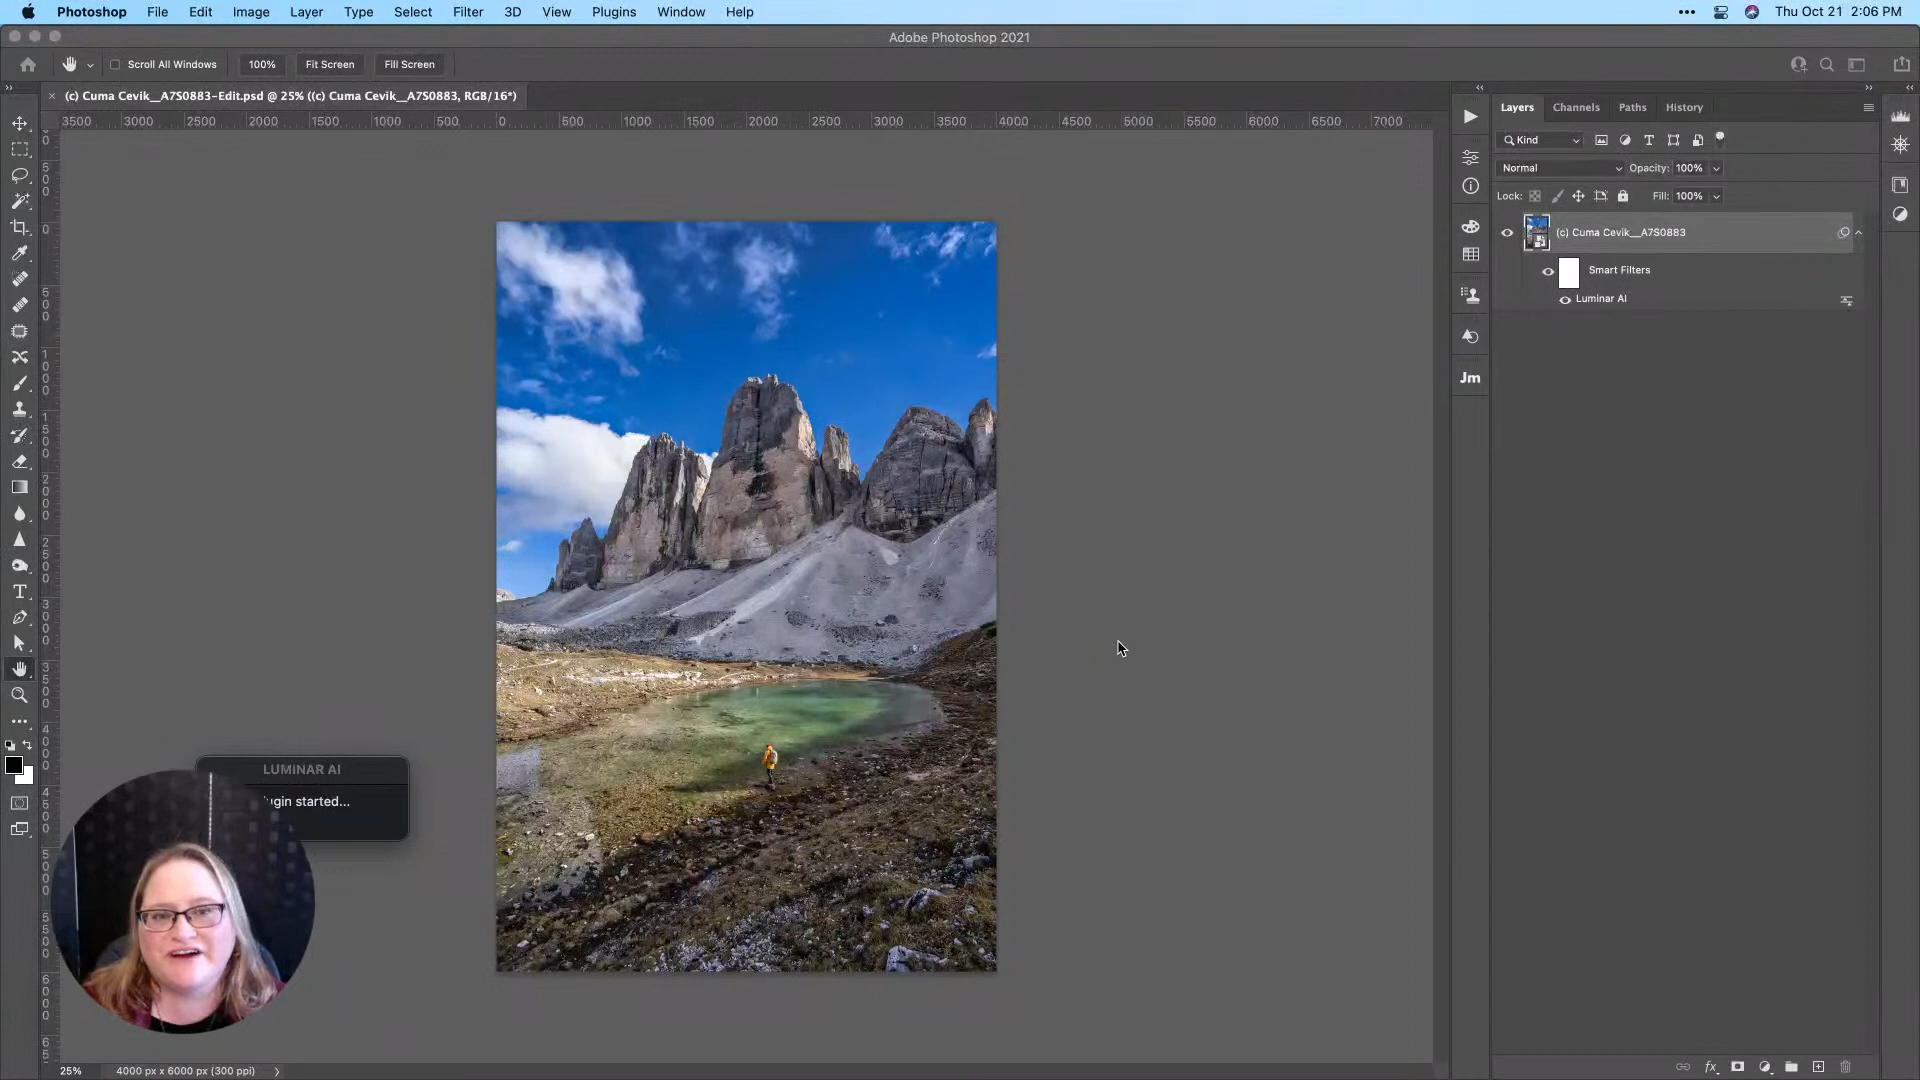 Photoshop File Edit Image Layer Type Select Filter 3D View Plugins Window Help Thu Oct 21 2:06 PM
Adobe Photoshop 2021
Scroll All Windows 100% Fit Screen Fill Screen
(c) Cuma Cevik__A7S0883-Edit.psd @ 25% ((c) Cuma Cevik__A7S0883, RGB/16*)
3500 3000 2500 2000 1500 1000 500 0 500 1000 1500 2000 2500 3000 3500 4000 4500 5000 5500 6000 6500 7000
Layers Channels Paths History
Kind
Normal Opacity: 100%
Lock: Fill: 100%
(c) Cuma Cevik__A7S0883
Smart Filters
Luminar AI
Jm
LUMINAR AI
ugin started...
25% 4000 px x 6000 px (300 ppi)